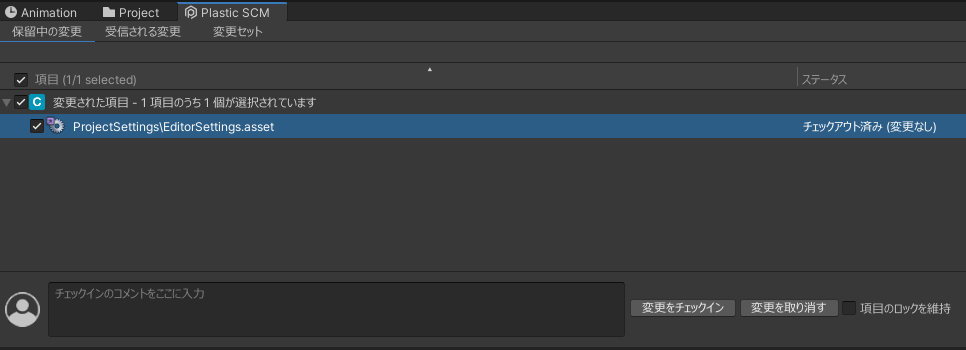 Animation Project Plastic SCM
保留中の変更 受信される変更 変更セット
項目 (1/1 selected) ステータス
C 変更された項目 - 1 項目のうち 1 個が選択されています
ProjectSettings\EditorSettings.asset チェックアウト済み (変更なし)
チェックインのコメントをここに入力
変更をチェックイン 変更を取り消す 項目のロックを維持